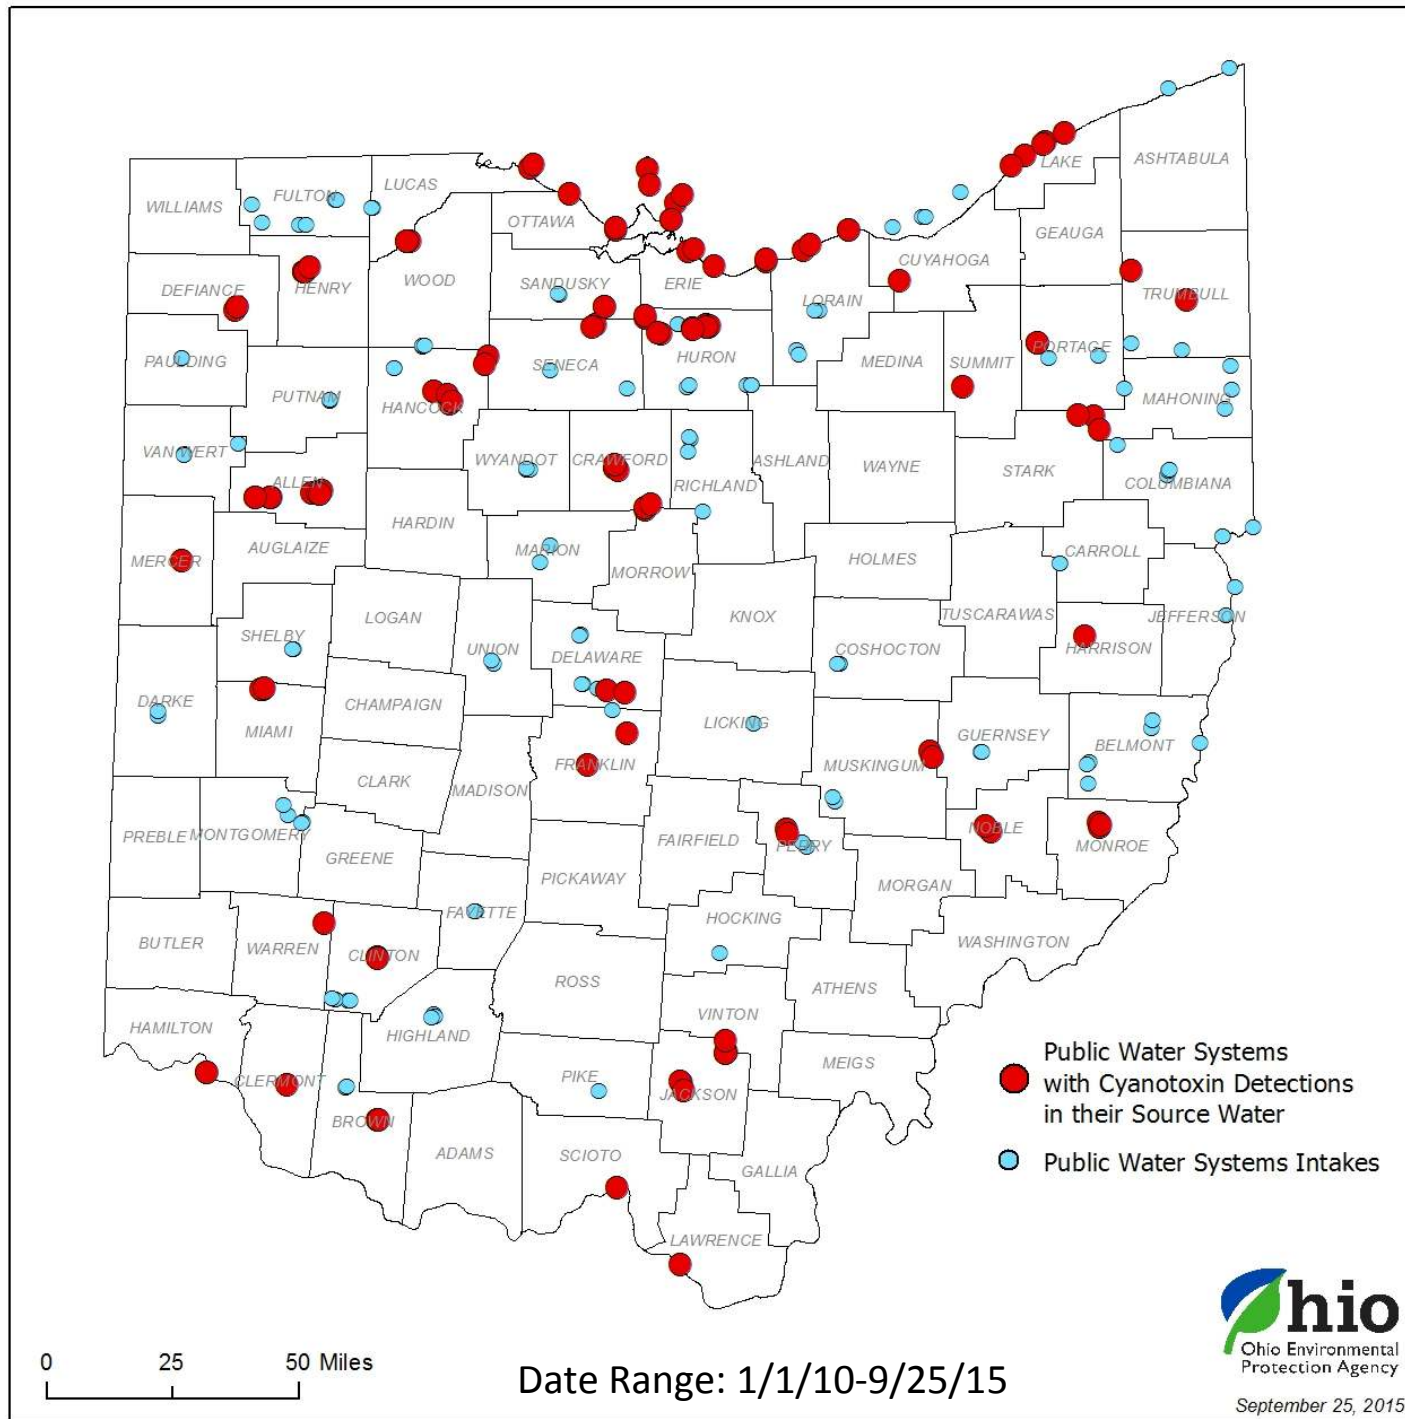 LAKE
ASHTABULA
LUCAS
FULTON
WILLIAMS
OTTAWA
GEAUGA
CUYAHOGA
WOOD
SANDUSKY
ERIE
HENRY
DEFIANCE
TRUMBULL
LORAIN
PORTAGE
PAULDING
SENECA
HURON
MEDINA
SUMMIT
PUTNAM
HANCOCK
MAHONING
VAN WERT
WYANDOT
CRAWFORD
ASHLAND
WAYNE
STARK
ALLEN
RICHLAND
COLUMBIANA
HARDIN
AUGLAIZE
MARION
CARROLL
MERCER
HOLMES
MORROW
LOGAN
KNOX
TUSCARAWAS
JEFFERSON
SHELBY
UNION
DELAWARE
COSHOCTON
HARRISON
DARKE
CHAMPAIGN
MIAMI
LICKING
GUERNSEY
BELMONT
FRANKLIN
MUSKINGUM
CLARK
MADISON
PREBLE
MONTGOMERY
FAIRFIELD
PERRY
NOBLE
MONROE
GREENE
PICKAWAY
MORGAN
FAYETTE
HOCKING
BUTLER
WARREN
CLINTON
WASHINGTON
ROSS
ATHENS
HAMILTON
HIGHLAND
VINTON
MEIGS
CLERMONT
PIKE
JACKSON
BROWN
ADAMS
SCIOTO
GALLIA
LAWRENCE
Public Water Systems
with Cyanotoxin Detections
in their Source Water
Public Water Systems Intakes
0 25 50 Miles
Date Range: 1/1/10-9/25/15
Ohio
Ohio Environmental
Protection Agency
September 25, 2015